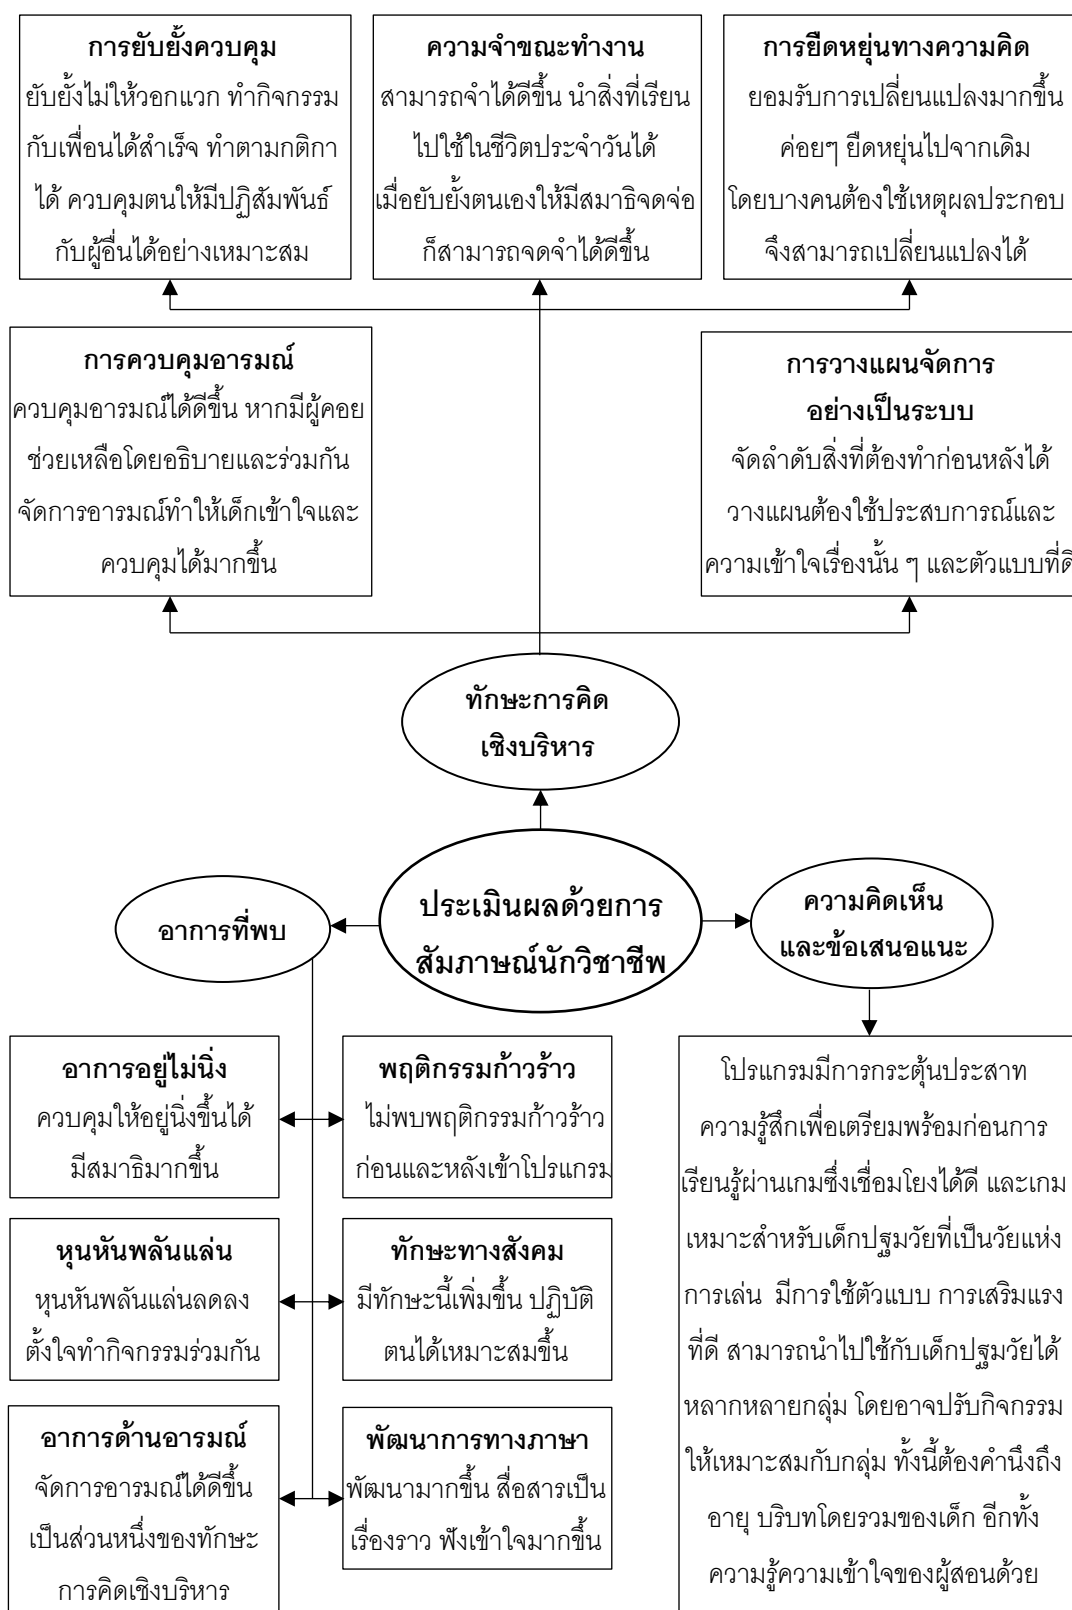 การยับยั้งควบคุม
ยับยั้งไม่ให้วอกแวก ทำกิจกรรม
กับเพื่อนได้สำเร็จ ทำตามกติกา
ได้ ควบคุมตนให้มีปฏิสัมพันธ์
กับผู้อื่นได้อย่างเหมาะสม
ความจำขณะทำงาน
สามารถจำได้ดีขึ้น นำสิ่งที่เรียน
ไปใช้ในชีวิตประจำวันได้
เมื่อยับยั้งตนเองให้มีสมาธิจดจ่อ
ก็สามารถจดจำได้ดีขึ้น
การยืดหยุ่นทางความคิด
ยอมรับการเปลี่ยนแปลงมากขึ้น
ค่อยๆ ยืดหยุ่นไปจากเดิม
โดยบางคนต้องใช้เหตุผลประกอบ
จึงสามารถเปลี่ยนแปลงได้
การควบคุมอารมณ์
ควบคุมอารมณ์ได้ดีขึ้น หากมีผู้คอย
ช่วยเหลือโดยอธิบายและร่วมกัน
จัดการอารมณ์ทำให้เด็กเข้าใจและ
ควบคุมได้มากขึ้น
การวางแผนจัดการ
อย่างเป็นระบบ
จัดลำดับสิ่งที่ต้องทำก่อนหลังได้
วางแผนต้องใช้ประสบการณ์และ
ความเข้าใจเรื่องนั้น ๆ และตัวแบบที่ดี
ทักษะการคิด
เชิงบริหาร
ประเมินผลด้วยการ
สัมภาษณ์นักวิชาชีพ
อาการที่พบ
ความคิดเห็น
และข้อเสนอแนะ
อาการอยู่ไม่นิ่ง
ควบคุมให้อยู่นิ่งขึ้นได้
มีสมาธิมากขึ้น
พฤติกรรมก้าวร้าว
ไม่พบพฤติกรรมก้าวร้าว
ก่อนและหลังเข้าโปรแกรม
หุนหันพลันแล่น
หุนหันพลันแล่นลดลง
ตั้งใจทำกิจกรรมร่วมกัน
ทักษะทางสังคม
มีทักษะนี้เพิ่มขึ้น ปฏิบัติ
ตนได้เหมาะสมขึ้น
อาการด้านอารมณ์
จัดการอารมณ์ได้ดีขึ้น
เป็นส่วนหนึ่งของทักษะ
การคิดเชิงบริหาร
พัฒนาการทางภาษา
พัฒนามากขึ้น สื่อสารเป็น
เรื่องราว ฟังเข้าใจมากขึ้น
โปรแกรมมีการกระตุ้นประสาท
ความรู้สึกเพื่อเตรียมพร้อมก่อนการ
เรียนรู้ผ่านเกมซึ่งเชื่อมโยงได้ดี และเกม
เหมาะสำหรับเด็กปฐมวัยที่เป็นวัยแห่ง
การเล่น มีการใช้ตัวแบบ การเสริมแรง
ที่ดี สามารถนำไปใช้กับเด็กปฐมวัยได้
หลากหลายกลุ่ม โดยอาจปรับกิจกรรม
ให้เหมาะสมกับกลุ่ม ทั้งนี้ต้องคำนึงถึง
อายุ บริบทโดยรวมของเด็ก อีกทั้ง
ความรู้ความเข้าใจของผู้สอนด้วย